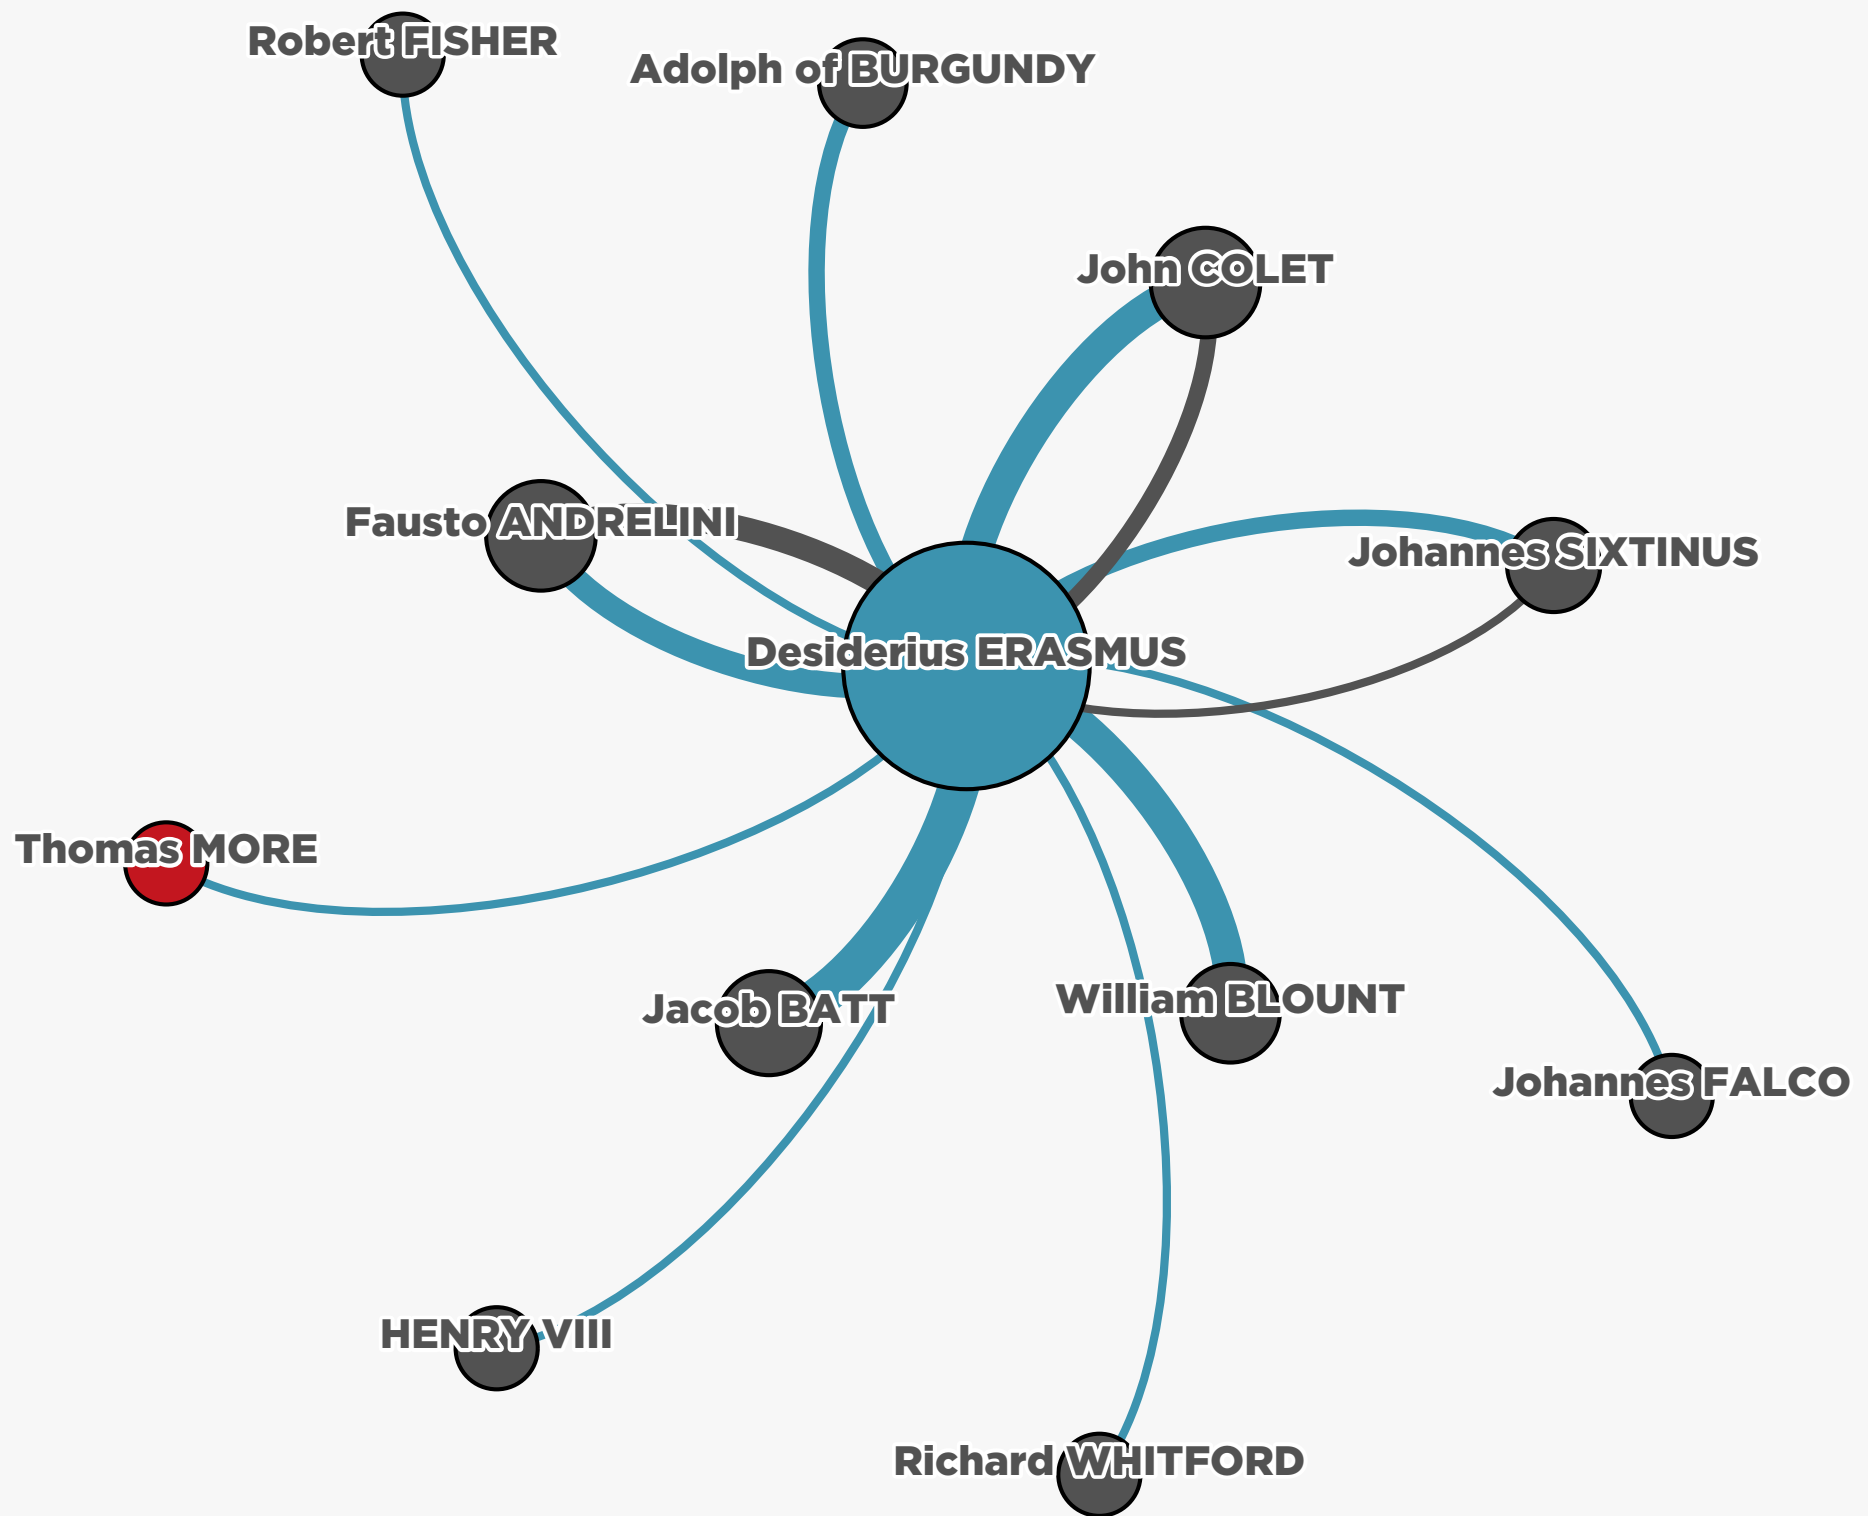 Robert FISHER
Adolph of BURGUNDY
John COLET
Fausto ANDRELINI
Johannes SIXTINUS
Desiderius ERASMUS
Thomas MORE
Jacob BATT
William BLOUNT
Johannes FALCO
HENRY VIII
Richard WHITFORD